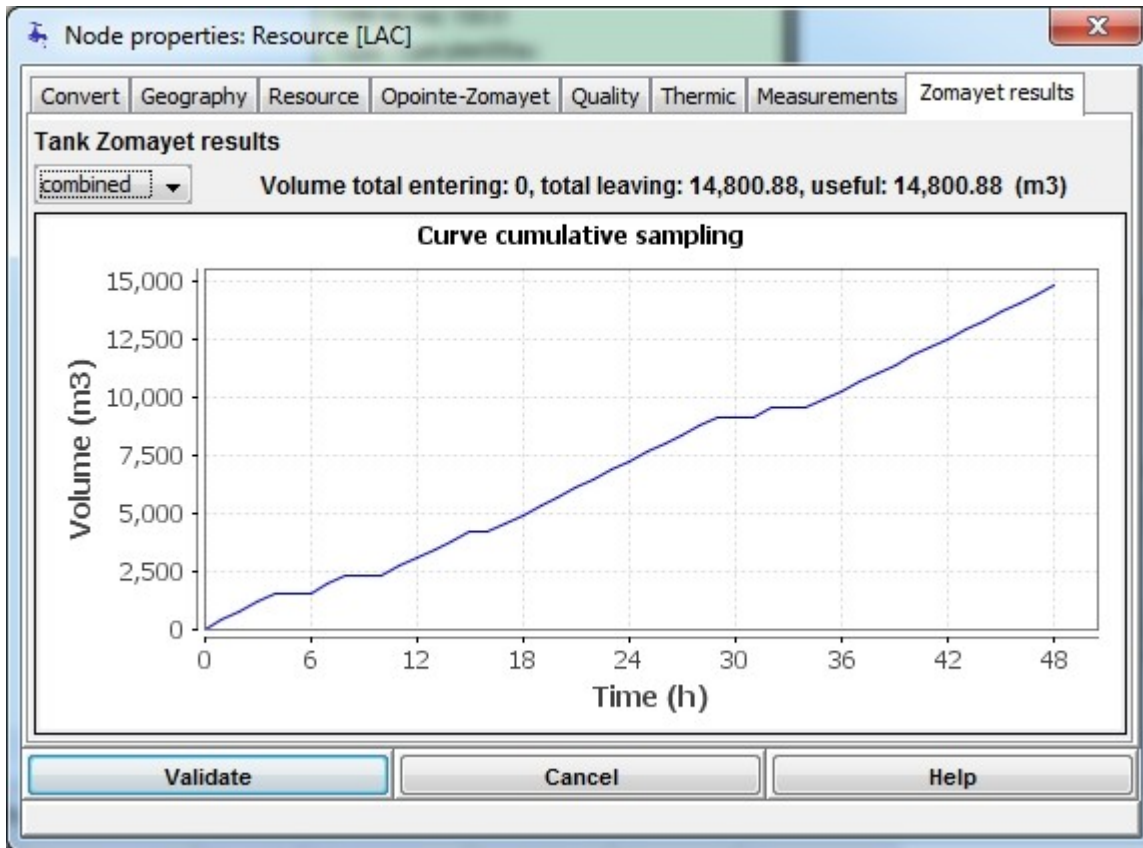 Node properties: Resource [LAC]
Convert Geography Resource Opointe-Zomayet Quality Thermic Measurements Zomayet results
Tank Zomayet results
combined Volume total entering: 0, total leaving: 14,800.88, useful: 14,800.88 (m3)
Curve cumulative sampling
15,000
12,500
10,000
7,500
5,000
2,500
0
Volume (m3)
0 6 12 18 24 30 36 42 48
Time (h)
Validate Cancel Help